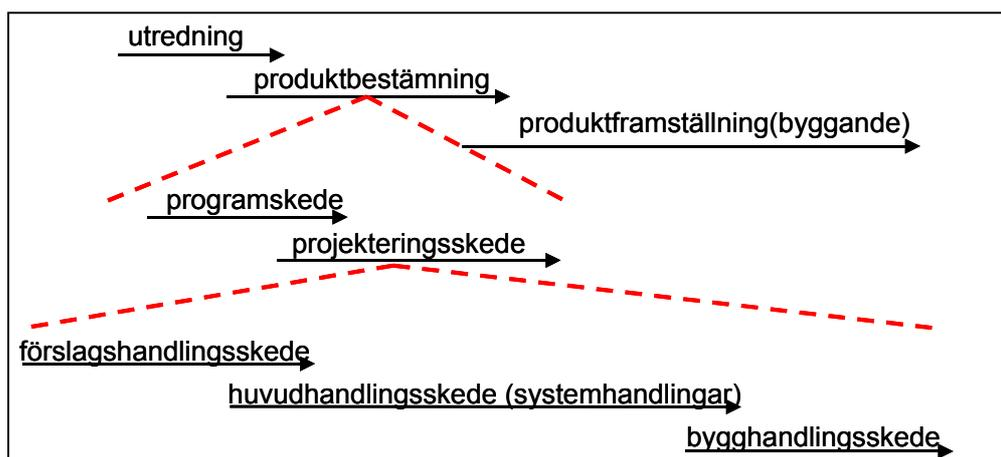 utredning
produktbestämning
produktframställning(byggande)
programskede
projekteringsskede
förslagshandlingsskede
huvudhandlingsskede (systemhandlingar)
bygghandlingsskede